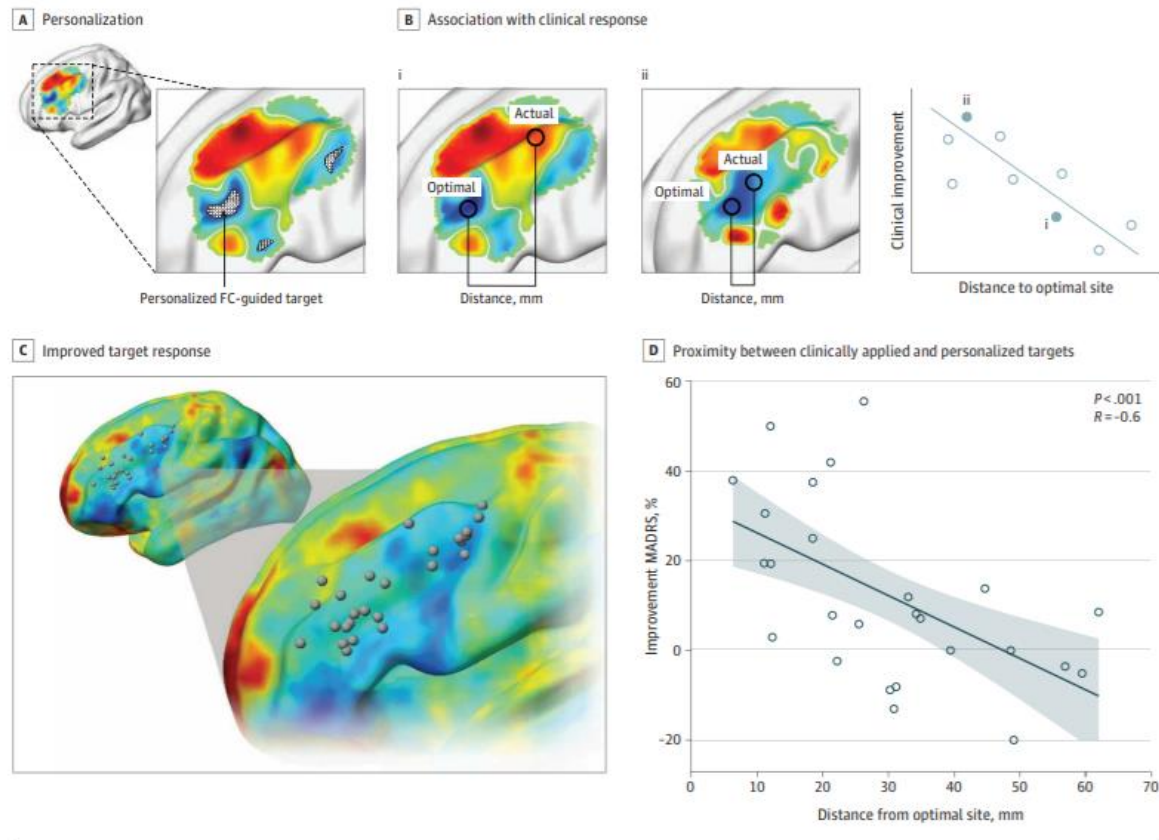 A Personalization
B Association with clinical response
i
ii
Actual
Optimal
Actual
Optimal
ii
i
Clinical improvement
Personalized FC-guided target
Distance, mm
Distance, mm
Distance to optimal site
C Improved target response
D Proximity between clinically applied and personalized targets
60
40
20
0
-20
Improvement MADRS, %
P < .001
R = -0.6
0 10 20 30 40 50 60 70
Distance from optimal site, mm